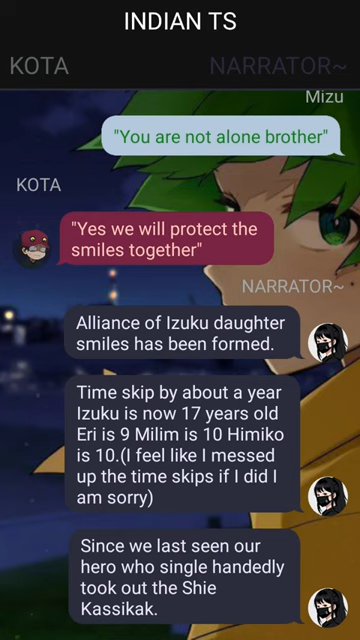 INDIAN TS
KOTA
NARRATOR~
Mizu
"You are not alone brother"
KOTA
"Yes we will protect the
smiles together"
NARRATOR~
Alliance of Izuku daughter
smiles has been formed.
Time skip by about a year
Izuku is now 17 years old
Eri is 9 Milim is 10 Himiko
is 10.(I feel like I messed
up the time skips if I did I
am sorry)
Since we last seen our
hero who single handedly
took out the Shie
Kassikak.